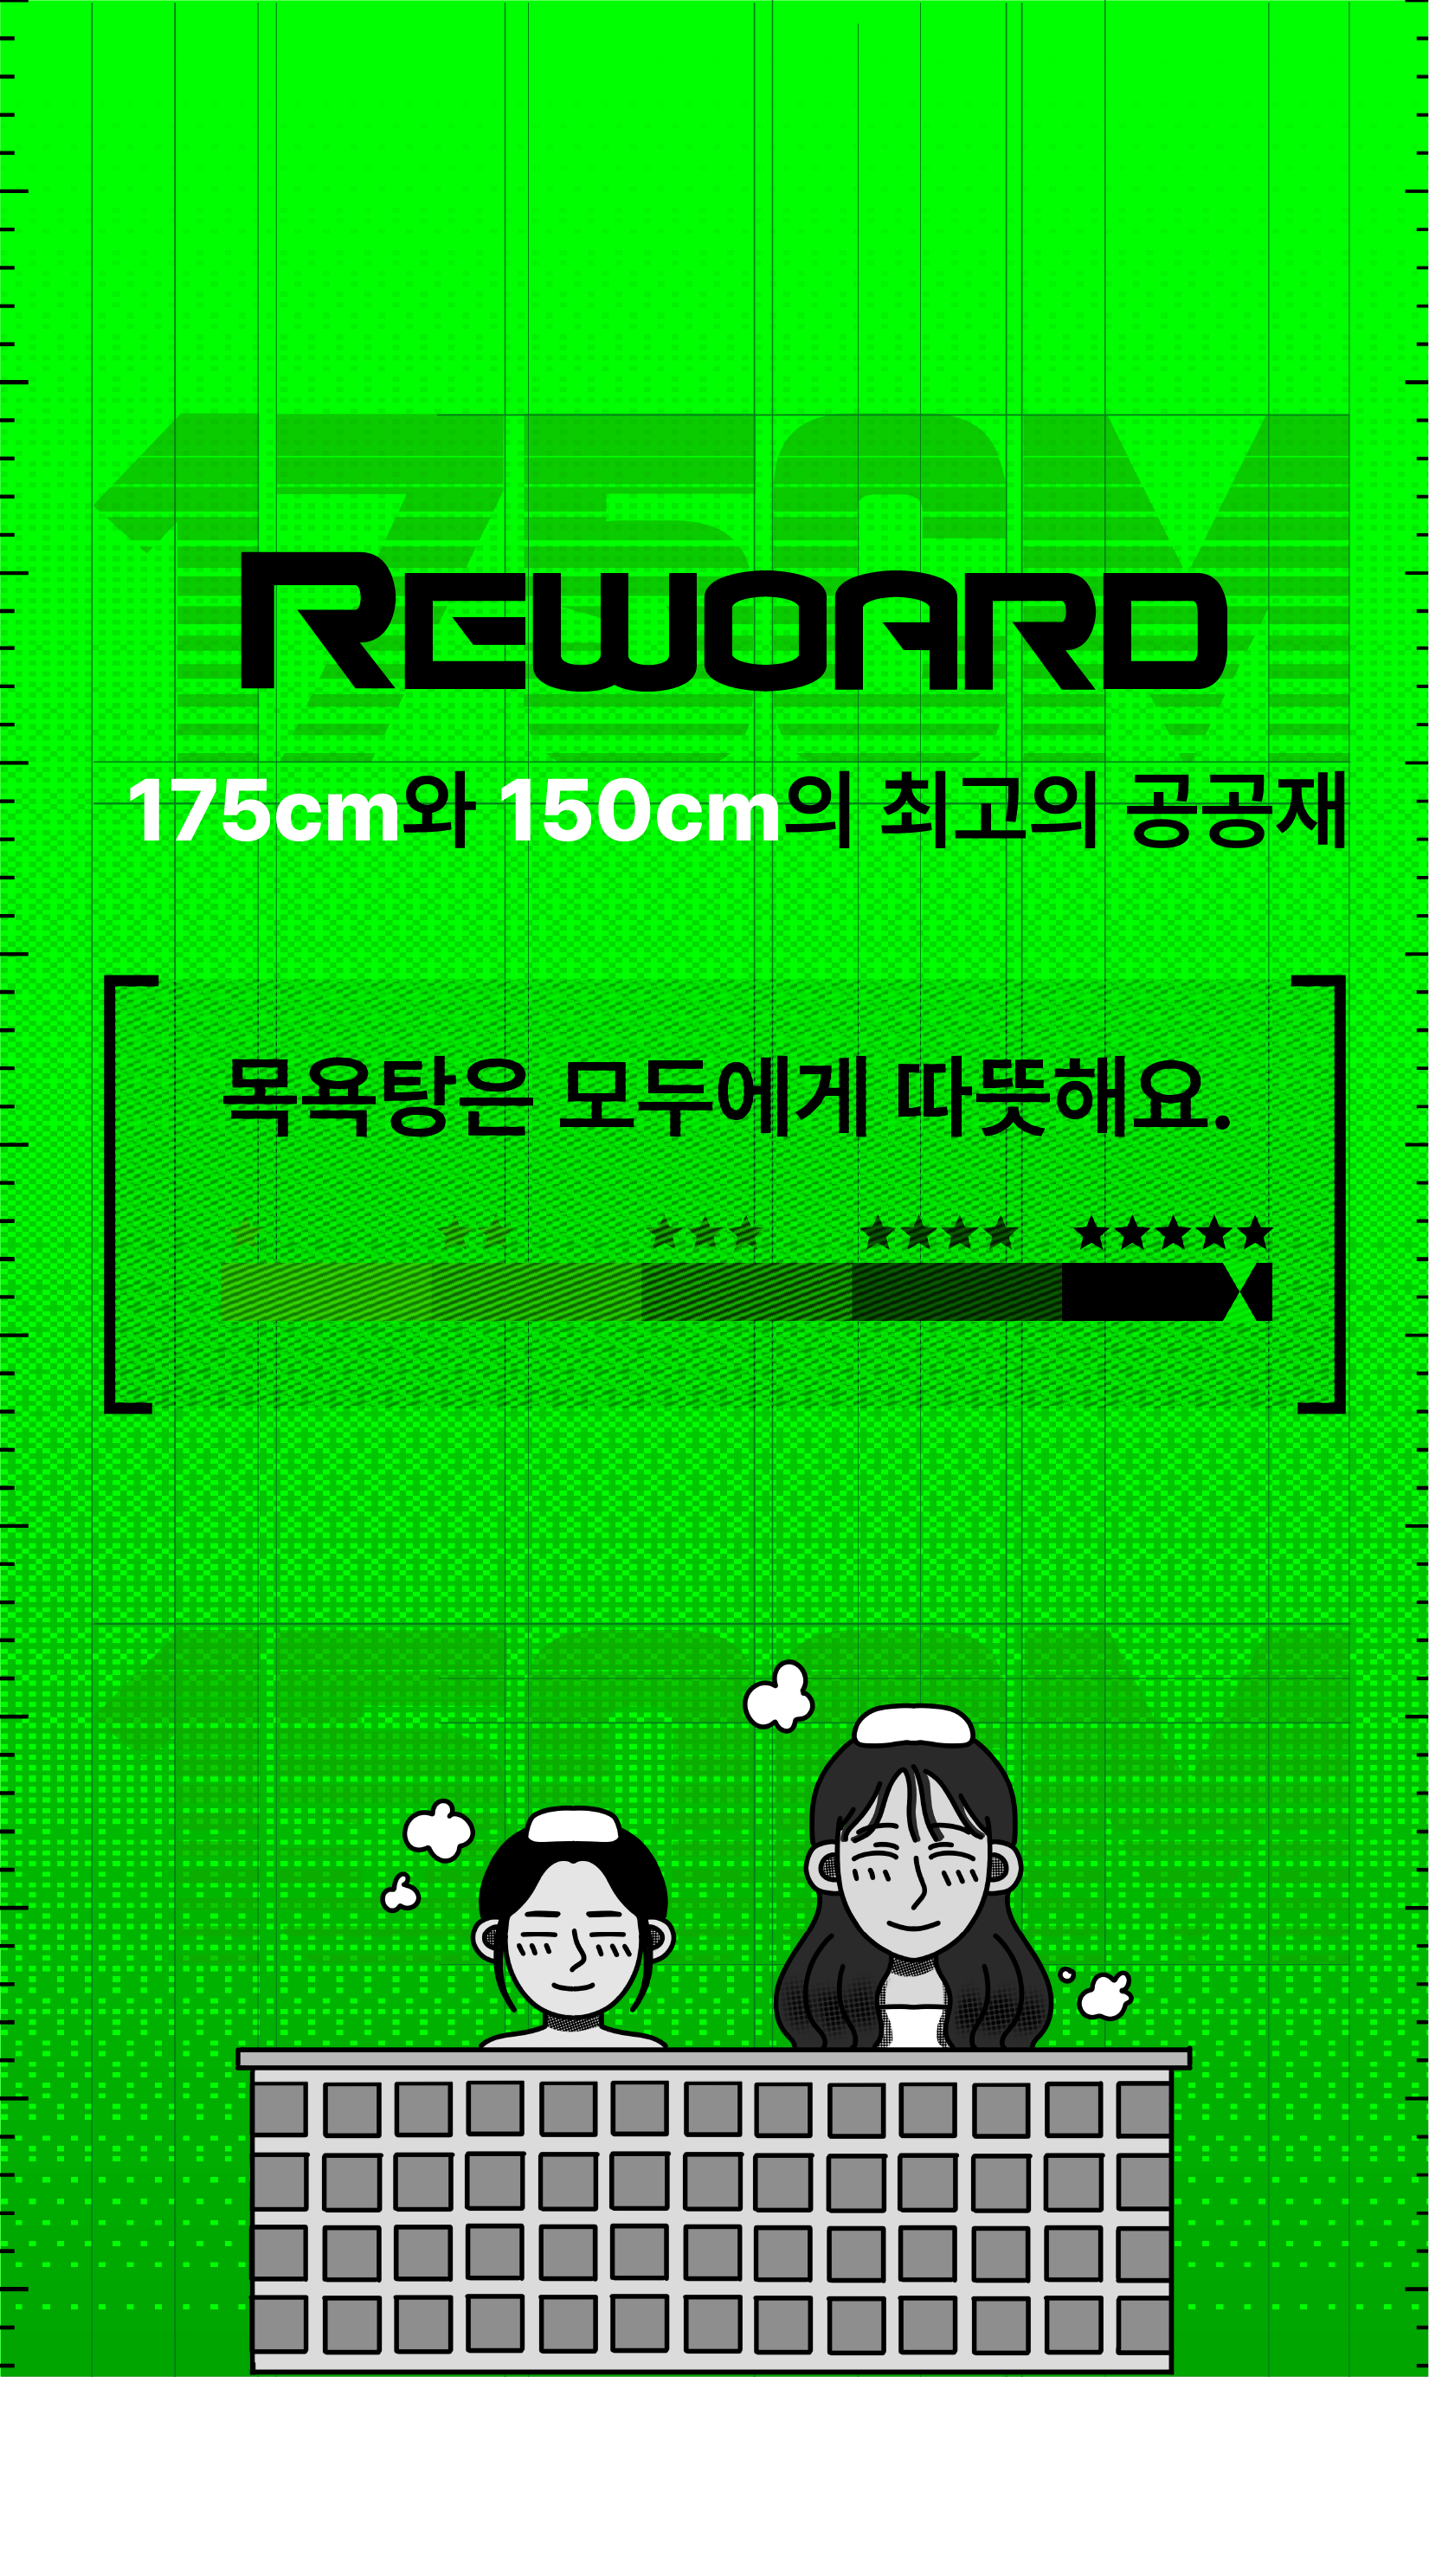 175CM
REWOARD
175cm와 150cm의 최고의 공공재
목욕탕은 모두에게 따뜻해요.
★ ★★ ★★★ ★★★★ ★★★★★